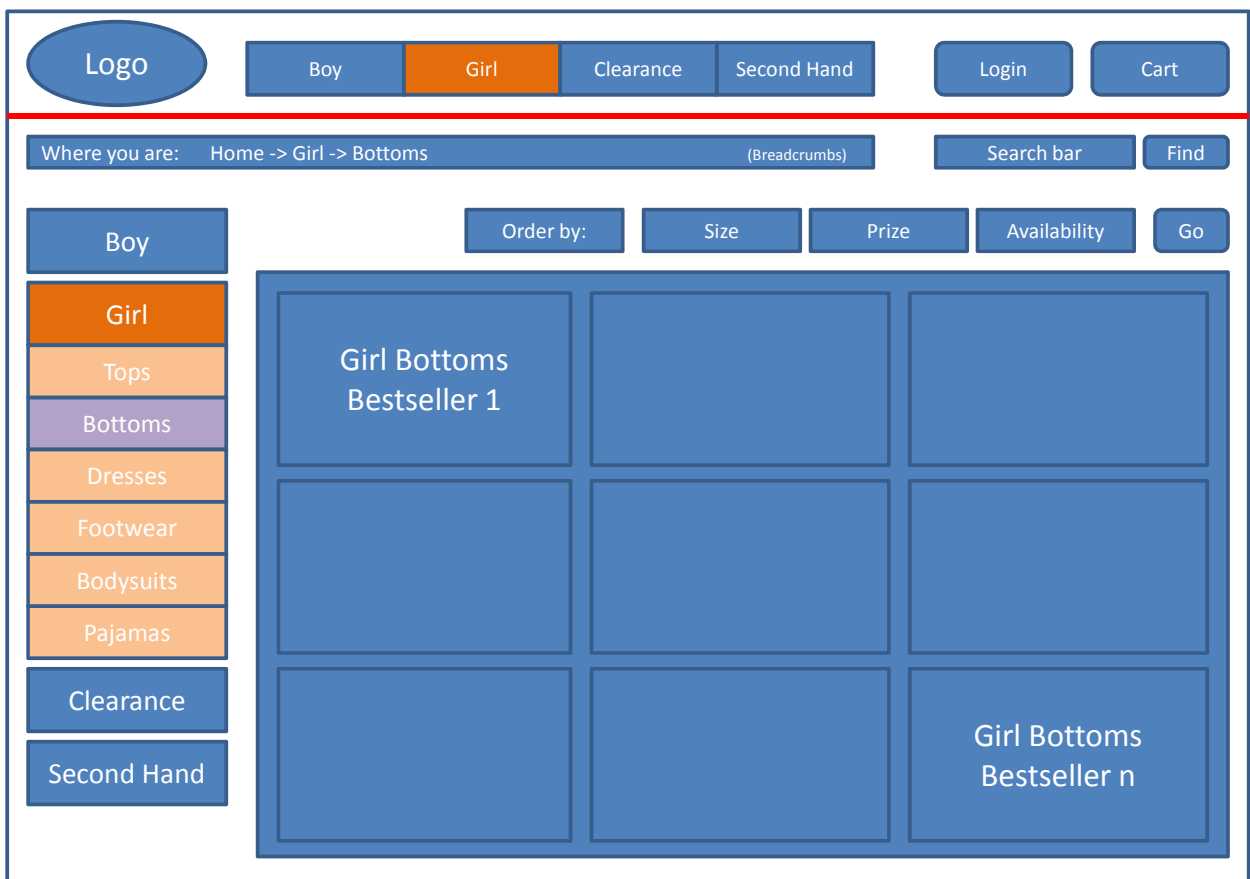 Logo
Boy
Girl
Clearance
Second Hand
Login
Cart
Where you are: Home -> Girl -> Bottoms (Breadcrumbs)
Search bar
Find
Boy
Girl
Tops
Bottoms
Dresses
Footwear
Bodysuits
Pajamas
Clearance
Second Hand
Order by:
Size
Prize
Availability
Go
Girl Bottoms
Bestseller 1
Girl Bottoms
Bestseller n